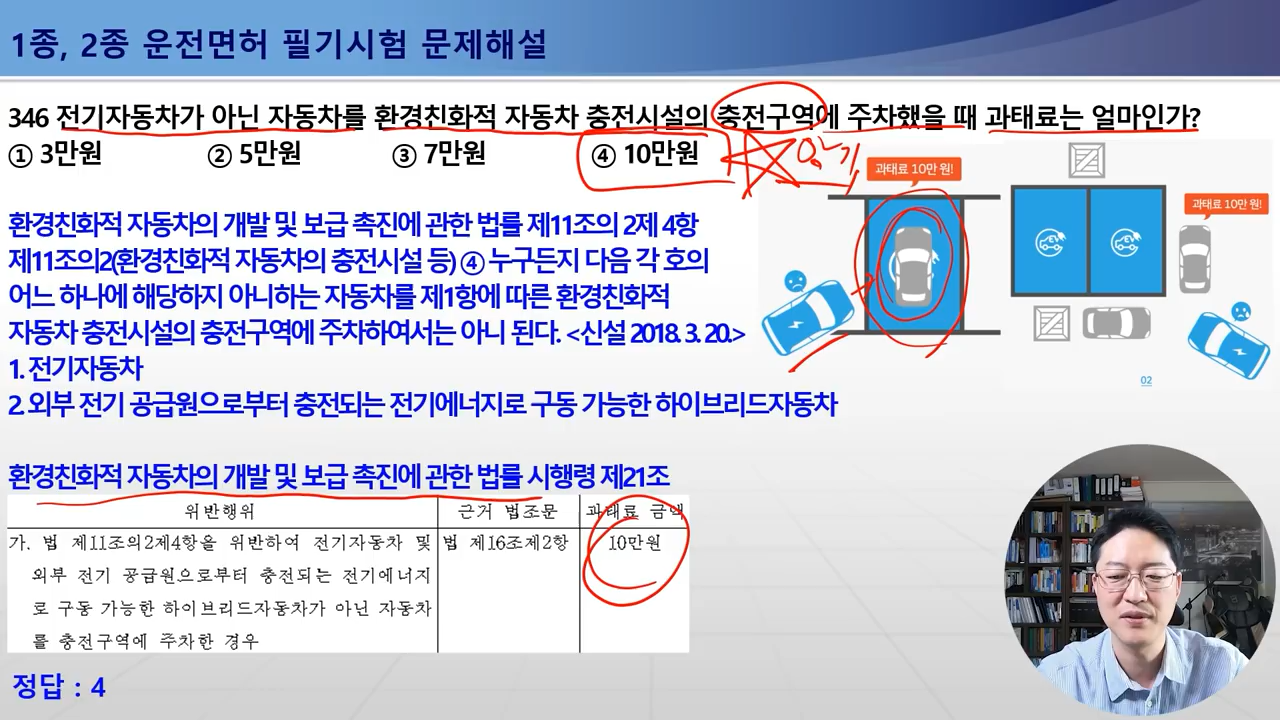 1종, 2종 운전면허 필기시험 문제해설
346 전기자동차가 아닌 자동차를 환경친화적 자동차 충전시설의 충전구역에 주차했을 때 과태료는 얼마인가?
① 3만원 ② 5만원 ③ 7만원 ④ 10만원
과태료 10만 원!
과태료 10만 원!
EV
EV
환경친화적 자동차의 개발 및 보급 촉진에 관한 법률 제11조의 2제 4항
제11조의2(환경친화적 자동차의 충전시설 등) ④ 누구든지 다음 각 호의
어느 하나에 해당하지 아니하는 자동차를 제1항에 따른 환경친화적
자동차 충전시설의 충전구역에 주차하여서는 아니 된다. <신설 2018. 3. 20.>
1. 전기자동차
2. 외부 전기 공급원으로부터 충전되는 전기에너지로 구동 가능한 하이브리드자동차
02
환경친화적 자동차의 개발 및 보급 촉진에 관한 법률 시행령 제21조
위반행위 근거 법조문 과태료 금액
가. 법 제11조의2제4항을 위반하여 전기자동차 및 법 제16조제2항 10만원
외부 전기 공급원으로부터 충전되는 전기에너지
로 구동 가능한 하이브리드자동차가 아닌 자동차
를 충전구역에 주차한 경우
정답 : 4